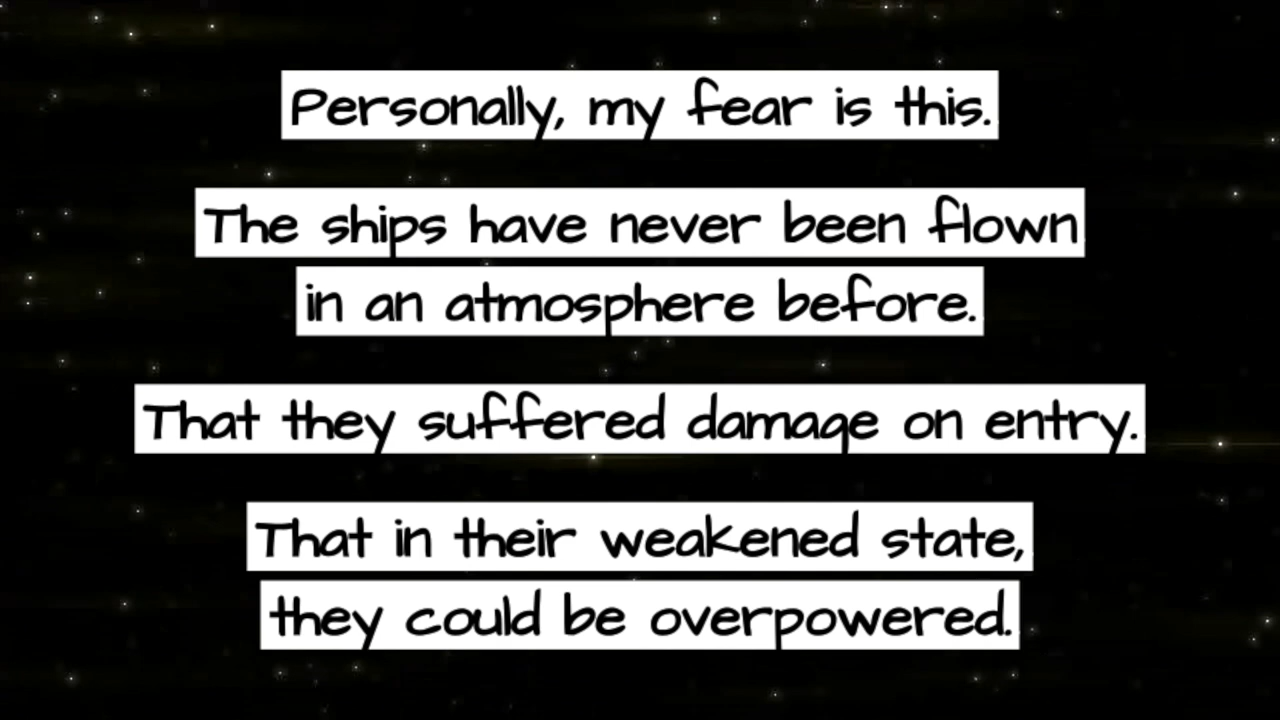 Personally, my fear is this.
The ships have never been flown
in an atmosphere before.
That they suffered damage on entry.
That in their weakened state,
they could be overpowered.